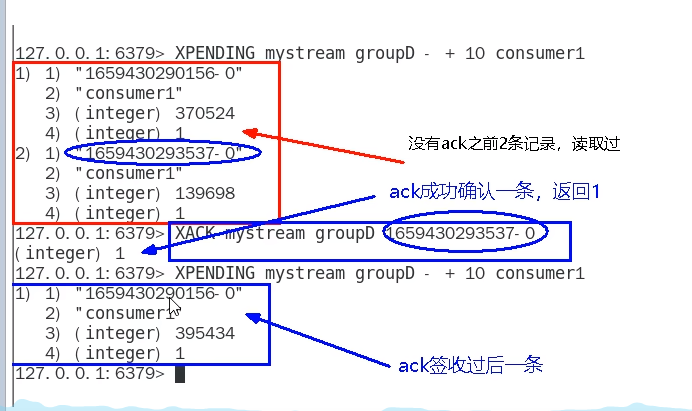 127.0.0.1:6379> XPENDING mystream groupD - + 10 consumer1
1) 1) "1659430290156-0"
2) "consumer1"
3) (integer) 370524
4) (integer) 1
没有ack之前2条记录，读取过
2) 1) "1659430293537-0"
2) "consumer1"
3) (integer) 139698
4) (integer) 1
ack成功确认一条，返回1
127.0.0.1:6379> XACK mystream groupD 1659430293537-0
(integer) 1
127.0.0.1:6379> XPENDING mystream groupD - + 10 consumer1
1) 1) "1659430290156-0"
2) "consumer1"
3) (integer) 395434
4) (integer) 1
ack签收过后一条
127.0.0.1:6379>